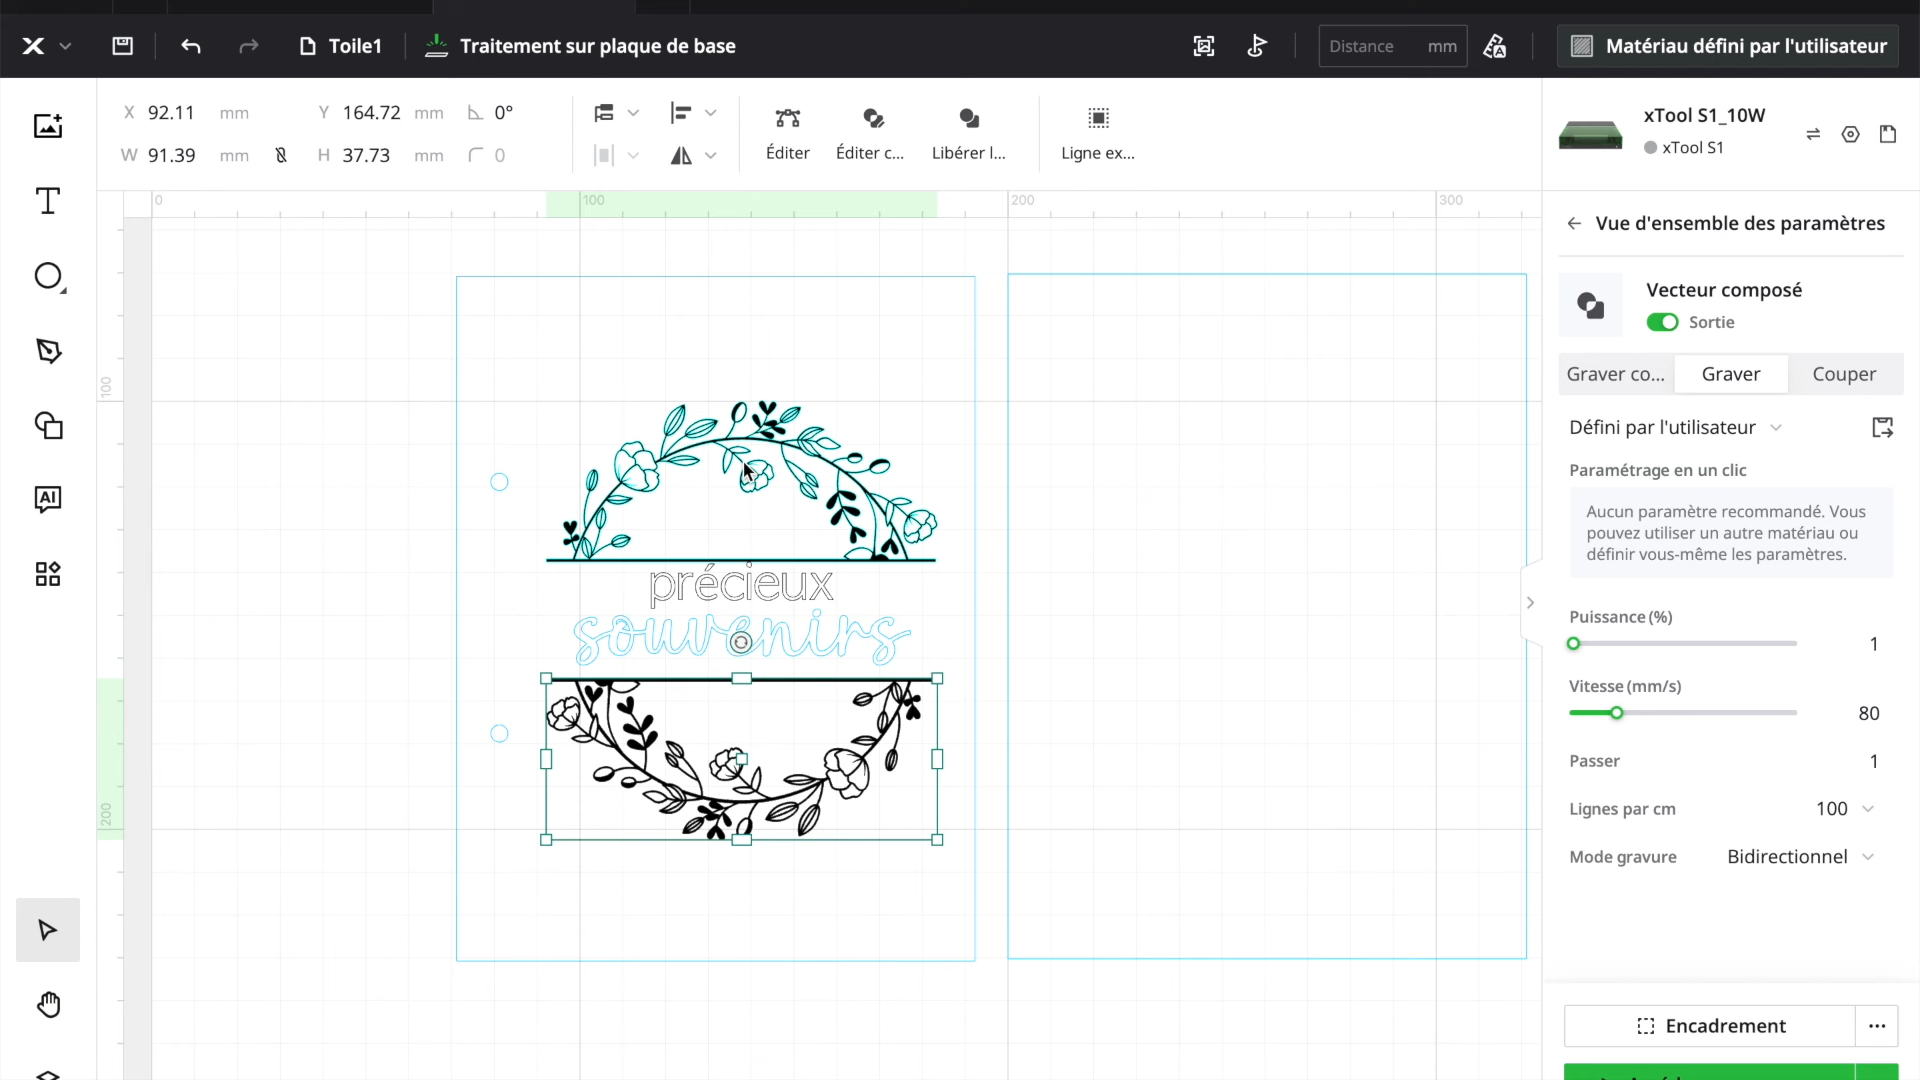 Toile1
Traitement sur plaque de base
Distance mm
Matériau défini par l'utilisateur
X 92.11 mm Y 164.72 mm 0°
W 91.39 mm H 37.73 mm 0
Éditer
Éditer c...
Libérer l...
Ligne ex...
xTool S1_10W
xTool S1
0 100 200 300
100
200
Vue d'ensemble des paramètres
Vecteur composé
Sortie
Graver co... Graver Couper
Défini par l'utilisateur
Paramétrage en un clic
Aucun paramètre recommandé. Vous
pouvez utiliser un autre matériau ou
définir vous-même les paramètres.
Puissance (%)
1
Vitesse (mm/s)
80
Passer 1
Lignes par cm 100
Mode gravure Bidirectionnel
Encadrement
précieux
souvenirs
AI